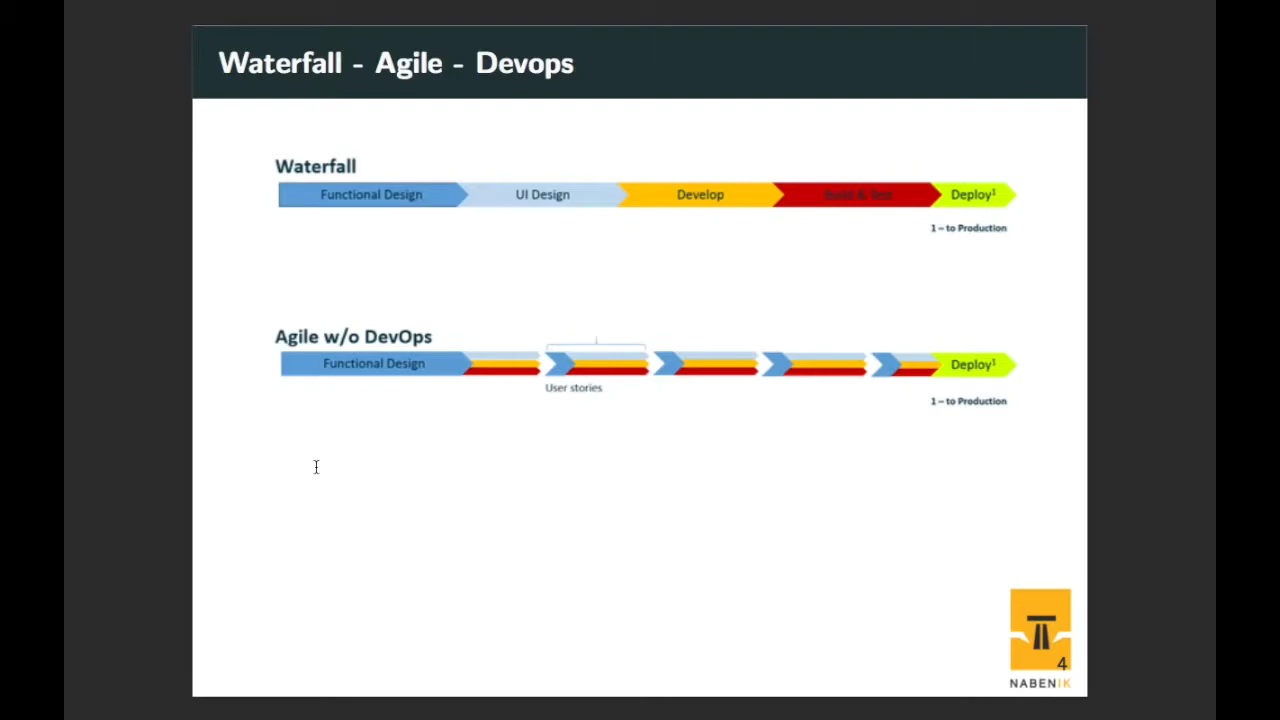 Waterfall - Agile - Devops
Waterfall
Functional Design
UI Design
Develop
Build & Test
Deploy¹
1 – to Production
Agile w/o DevOps
Functional Design
Deploy¹
User stories
1 – to Production
4
NABENIK